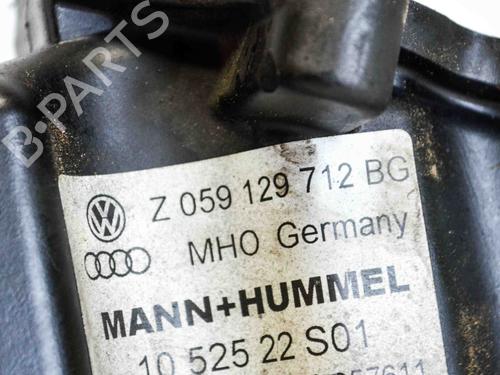 B-PARTS
Z 059 129 712 BG
MHO Germany
MANN+HUMMEL
10 525 22 S01